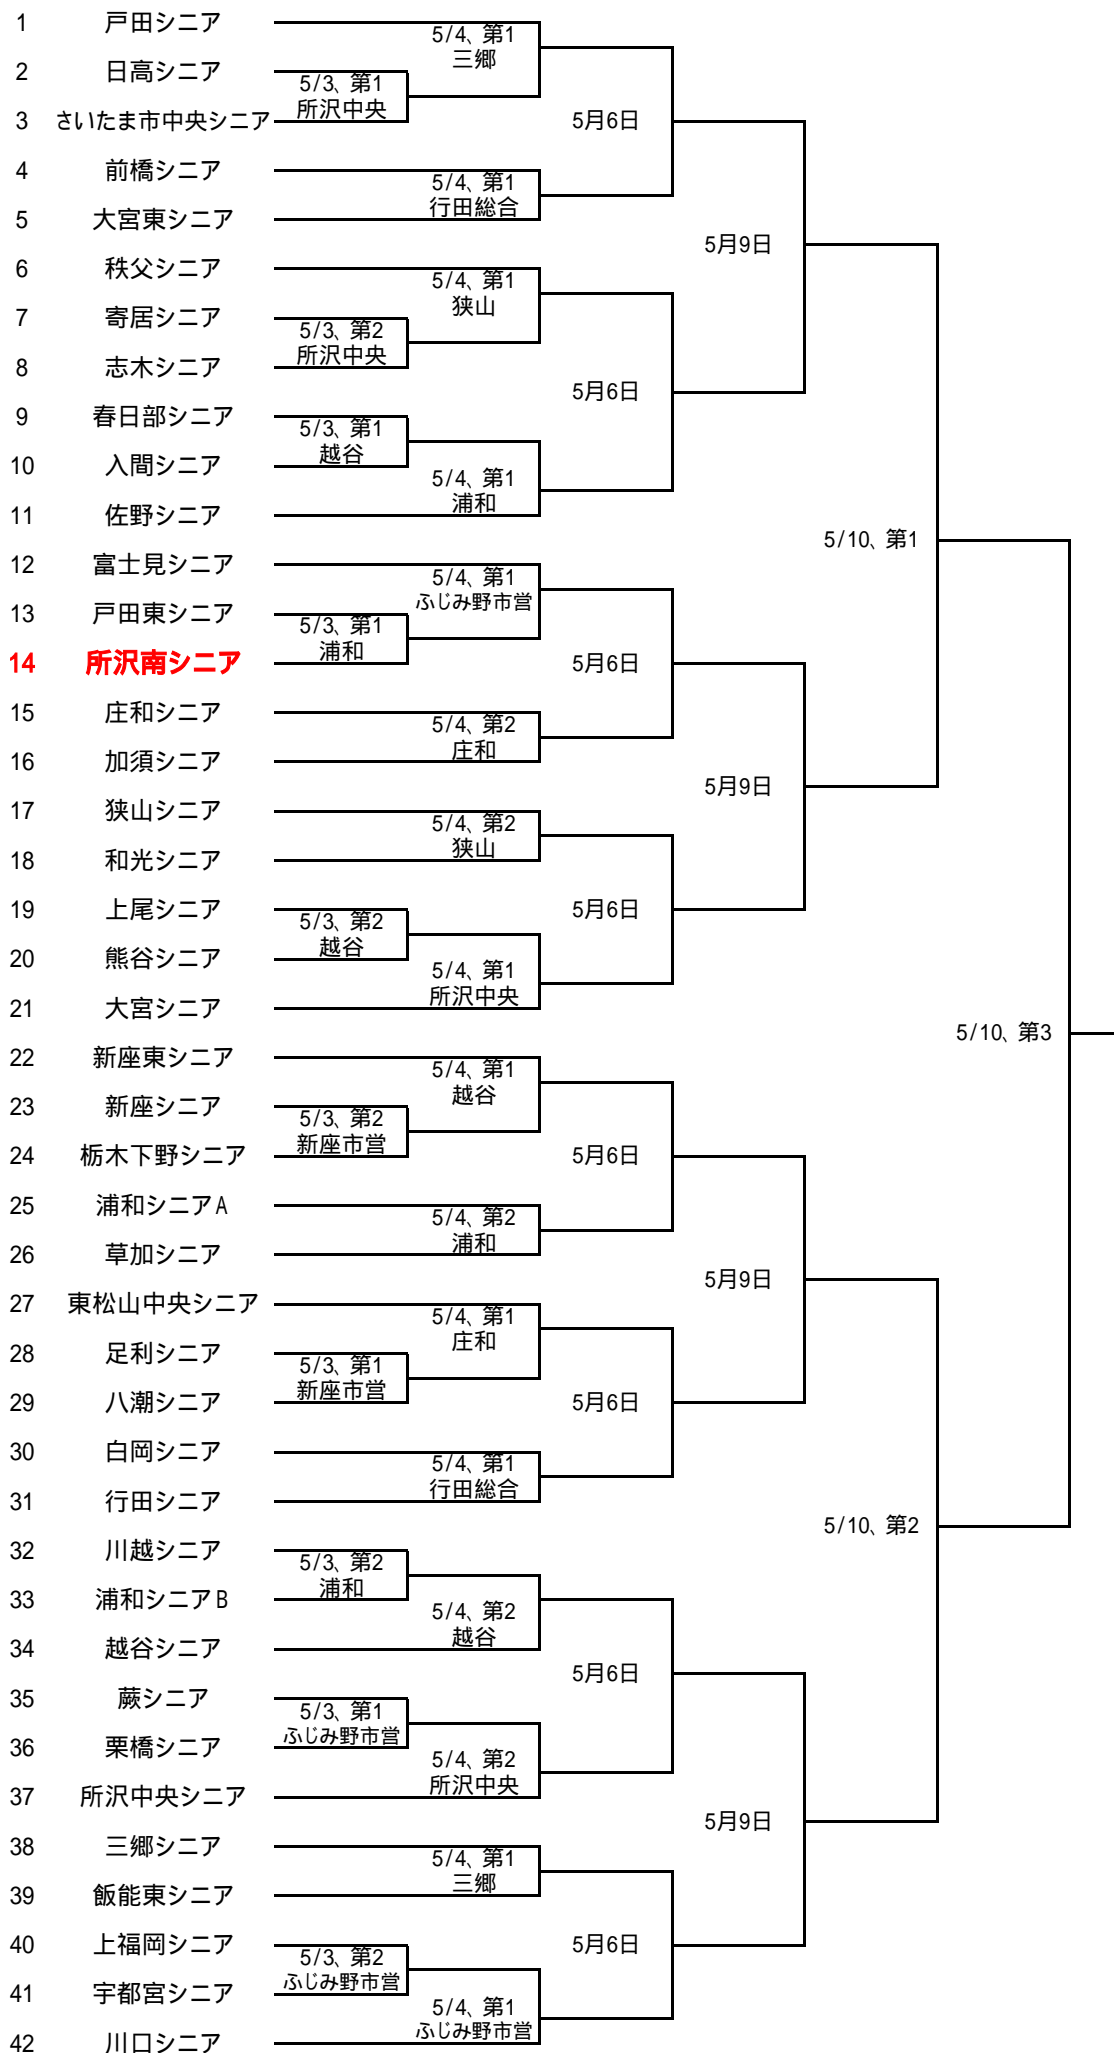 1 戸田シニア
5/4、第1
三郷
2 日高シニア
5/3、第1
所沢中央
3 さいたま市中央シニア
5月6日
4 前橋シニア
5/4、第1
行田総合
5 大宮東シニア
5月9日
6 秩父シニア
5/4、第1
狭山
7 寄居シニア
5/3、第2
所沢中央
8 志木シニア
5月6日
9 春日部シニア
5/3、第1
越谷
10 入間シニア
5/4、第1
浦和
11 佐野シニア
5/10、第1
12 富士見シニア
5/4、第1
ふじみ野市営
13 戸田東シニア
5/3、第1
浦和
14 所沢南シニア
5月6日
15 庄和シニア
5/4、第2
庄和
16 加須シニア
5月9日
17 狭山シニア
5/4、第2
狭山
18 和光シニア
19 上尾シニア
5月6日
5/3、第2
越谷
20 熊谷シニア
5/4、第1
所沢中央
21 大宮シニア
5/10、第3
22 新座東シニア
5/4、第1
越谷
23 新座シニア
5/3、第2
新座市営
24 栃木下野シニア
5月6日
25 浦和シニアA
5/4、第2
浦和
26 草加シニア
5月9日
27 東松山中央シニア
5/4、第1
庄和
28 足利シニア
5/3、第1
新座市営
29 八潮シニア
5月6日
30 白岡シニア
5/4、第1
行田総合
31 行田シニア
5/10、第2
32 川越シニア
5/3、第2
浦和
33 浦和シニアB
5/4、第2
越谷
34 越谷シニア
5月6日
35 蕨シニア
5/3、第1
ふじみ野市営
36 栗橋シニア
5/4、第2
所沢中央
37 所沢中央シニア
5月9日
38 三郷シニア
5/4、第1
三郷
39 飯能東シニア
40 上福岡シニア
5月6日
5/3、第2
ふじみ野市営
41 宇都宮シニア
5/4、第1
ふじみ野市営
42 川口シニア